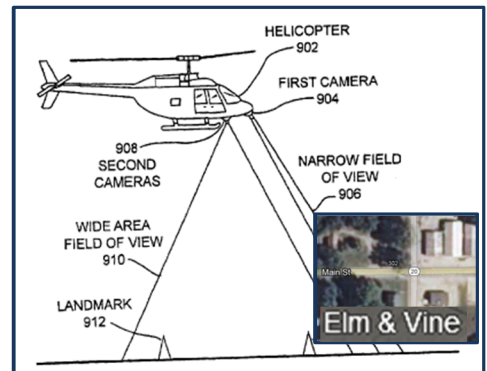 HELICOPTER
902
FIRST CAMERA
904
908
SECOND
CAMERAS
NARROW FIELD
OF VIEW
906
WIDE AREA
FIELD OF VIEW
910
LANDMARK
912
Main St
20
Elm & Vine